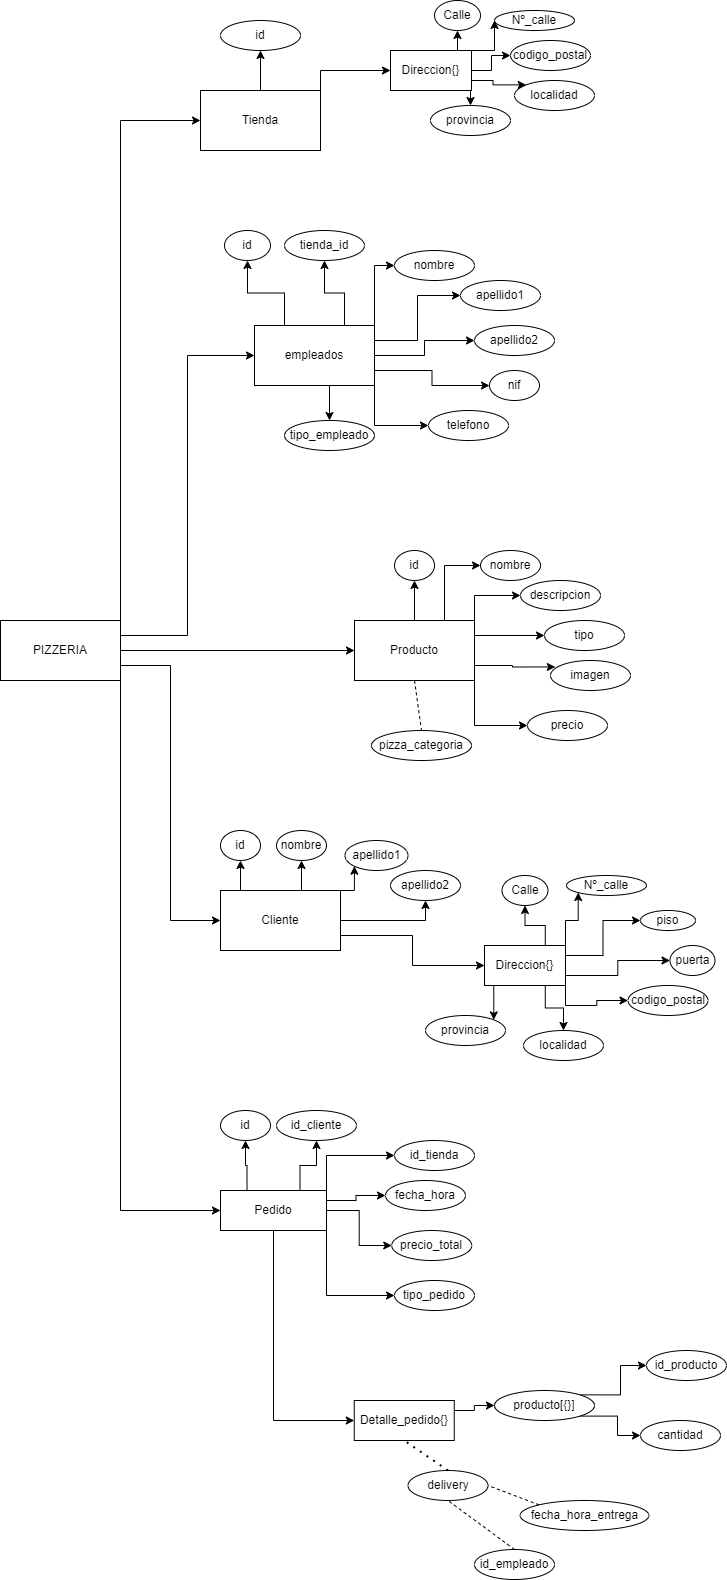 Calle
Nº_calle
id
codigo_postal
Direccion{}
localidad
Tienda
provincia
id
tienda_id
nombre
apellido1
apellido2
empleados
nif
telefono
tipo_empleado
id
nombre
descripcion
tipo
PIZZERIA
Producto
imagen
precio
pizza_categoria
id
nombre
apellido1
apellido2
Calle
Nº_calle
Cliente
piso
Direccion{}
puerta
codigo_postal
provincia
localidad
id
id_cliente
id_tienda
fecha_hora
Pedido
precio_total
tipo_pedido
id_producto
producto[{}]
Detalle_pedido{}
cantidad
delivery
fecha_hora_entrega
id_empleado